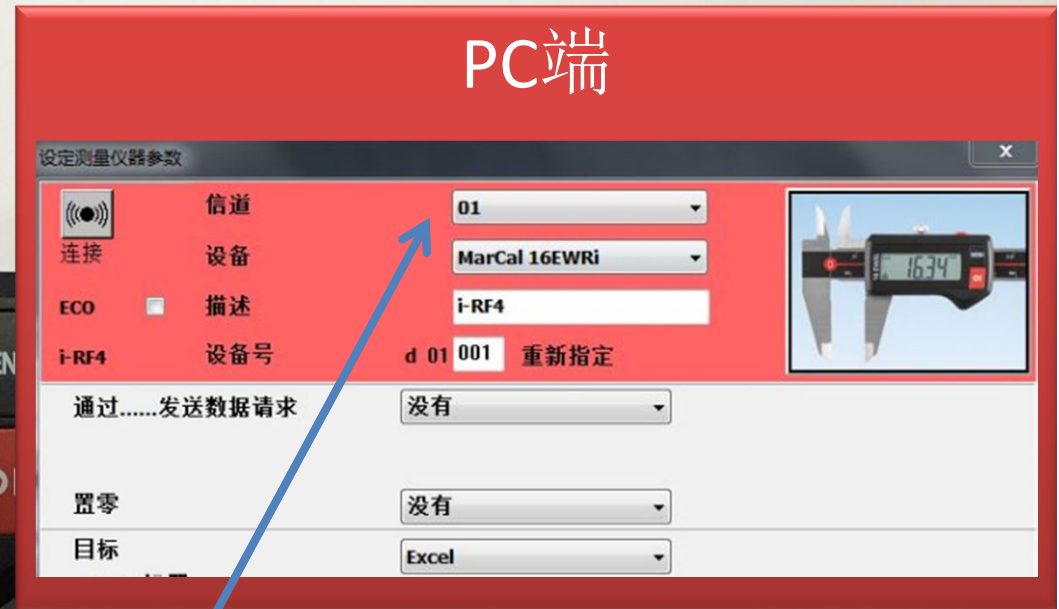 PC端
设定测量仪器参数
x
信道 01
连接 设备 MarCal 16EWRi
ECO 描述 i-RF4
i-RF4 设备号 d 01 001 重新指定
通过......发送数据请求 没有
置零 没有
目标 Excel